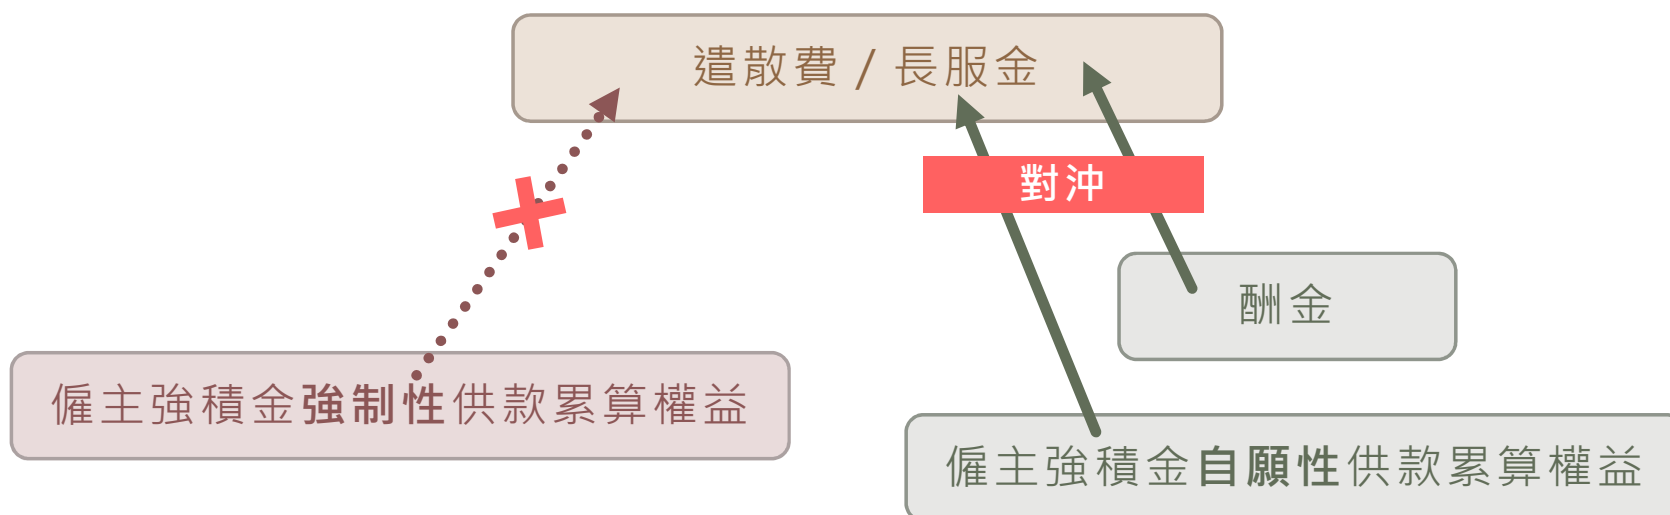 遣散費 / 長服金
對沖
酬金
僱主強積金強制性供款累算權益
僱主強積金自願性供款累算權益